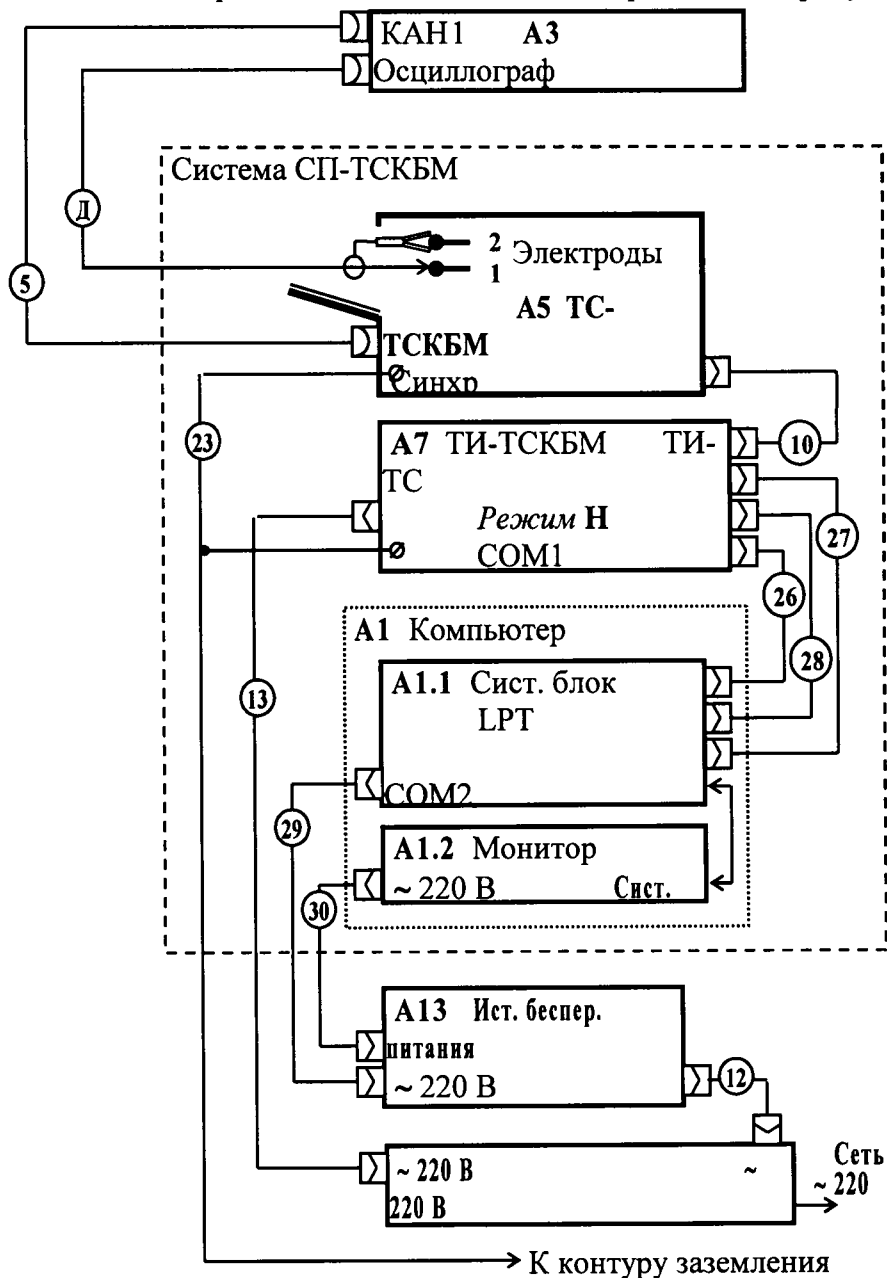 КАН1 А3
Осциллограф
Система СП-ТСКБМ
Д
2
Электроды
1
5
А5 ТС-
ТСКБМ
Синхр
23
10
А7 ТИ-ТСКБМ ТИ-
ТС
Режим Н
COM1
27
26
А1 Компьютер
28
13
А1.1 Сист. блок
LPT
COM2
29
А1.2 Монитор
~ 220 В Сист.
30
А13 Ист. беспер.
питания
~ 220 В
12
~ 220 В ~
220 В
Сеть
~ 220
К контуру заземления